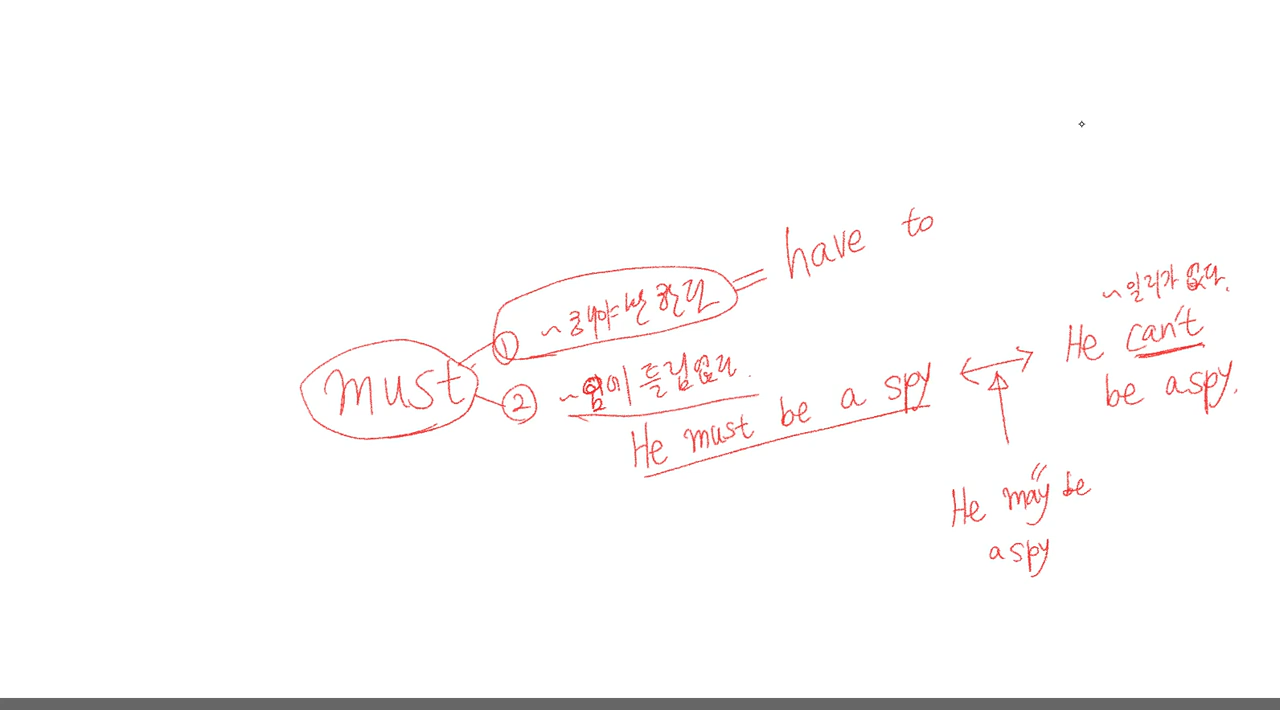 must
① ~해야만 한다 = have to
② ~임에 틀림없다.
He must be a spy
~일리가 없다.
He can't
be a spy.
He may be
a spy